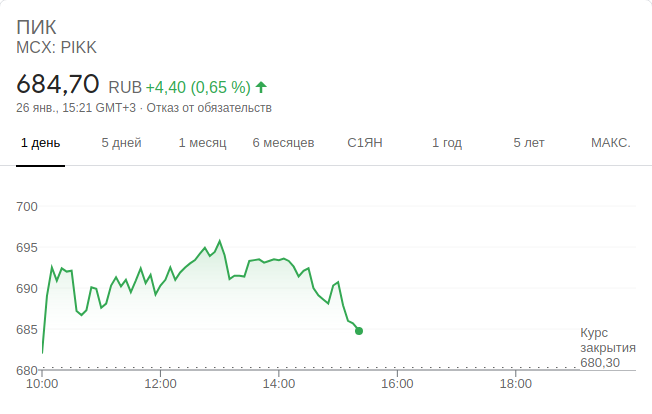 ПИК
MCX: PIKK
684,70 RUB +4,40 (0,65 %)
26 янв., 15:21 GMT+3 · Отказ от обязательств
1 день 5 дней 1 месяц 6 месяцев С1ЯН 1 год 5 лет МАКС.
700
695
690
685
Курс
закрытия
680,30
680
10:00 12:00 14:00 16:00 18:00